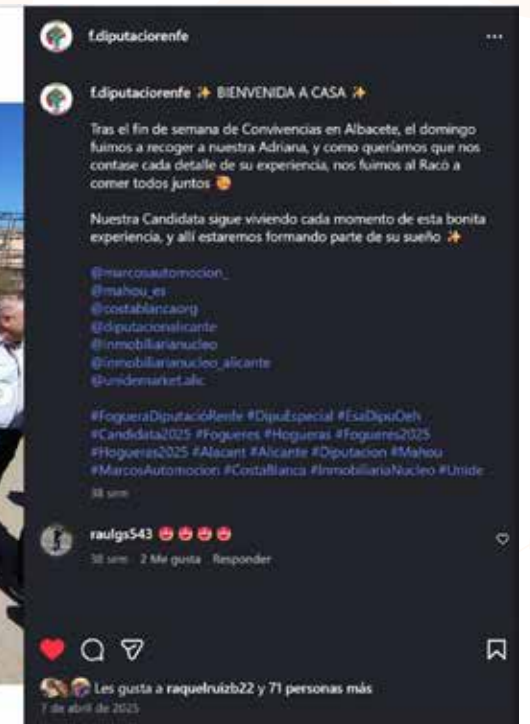 f.diputaciorenfe
f.diputaciorenfe ✨ BIENVENIDA A CASA ✨
Tras el fin de semana de Convivencias en Albacete, el domingo
fuimos a recoger a nuestra Adriana, y como queríamos que nos
contase cada detalle de su experiencia, nos fuimos al Racó a
comer todos juntos 🥘
Nuestra Candidata sigue viviendo cada momento de esta bonita
experiencia, y allí estaremos formando parte de su sueño ✨
@marcosautomocion_
@mahou_es
@costablancaorg
@diputacionalicante
@inmobiliarianucleo
@inmobiliarianucleo_alicante
@unidemarket.alic
#FogueraDiputacióRenfe #DipuEspecial #EsaDipuOeh
#Candidata2025 #Fogueres #Hogueras #Fogueres2025
#Hogueras2025 #Alacant #Alicante #Diputacion #Mahou
#MarcosAutomocion #CostaBlanca #InmobiliariaNucleo #Unide
38 sem
raulgs543 😍😍😍😍
38 sem 2 Me gusta Responder
Les gusta a raquelruizb22 y 71 personas más
7 de abril de 2025